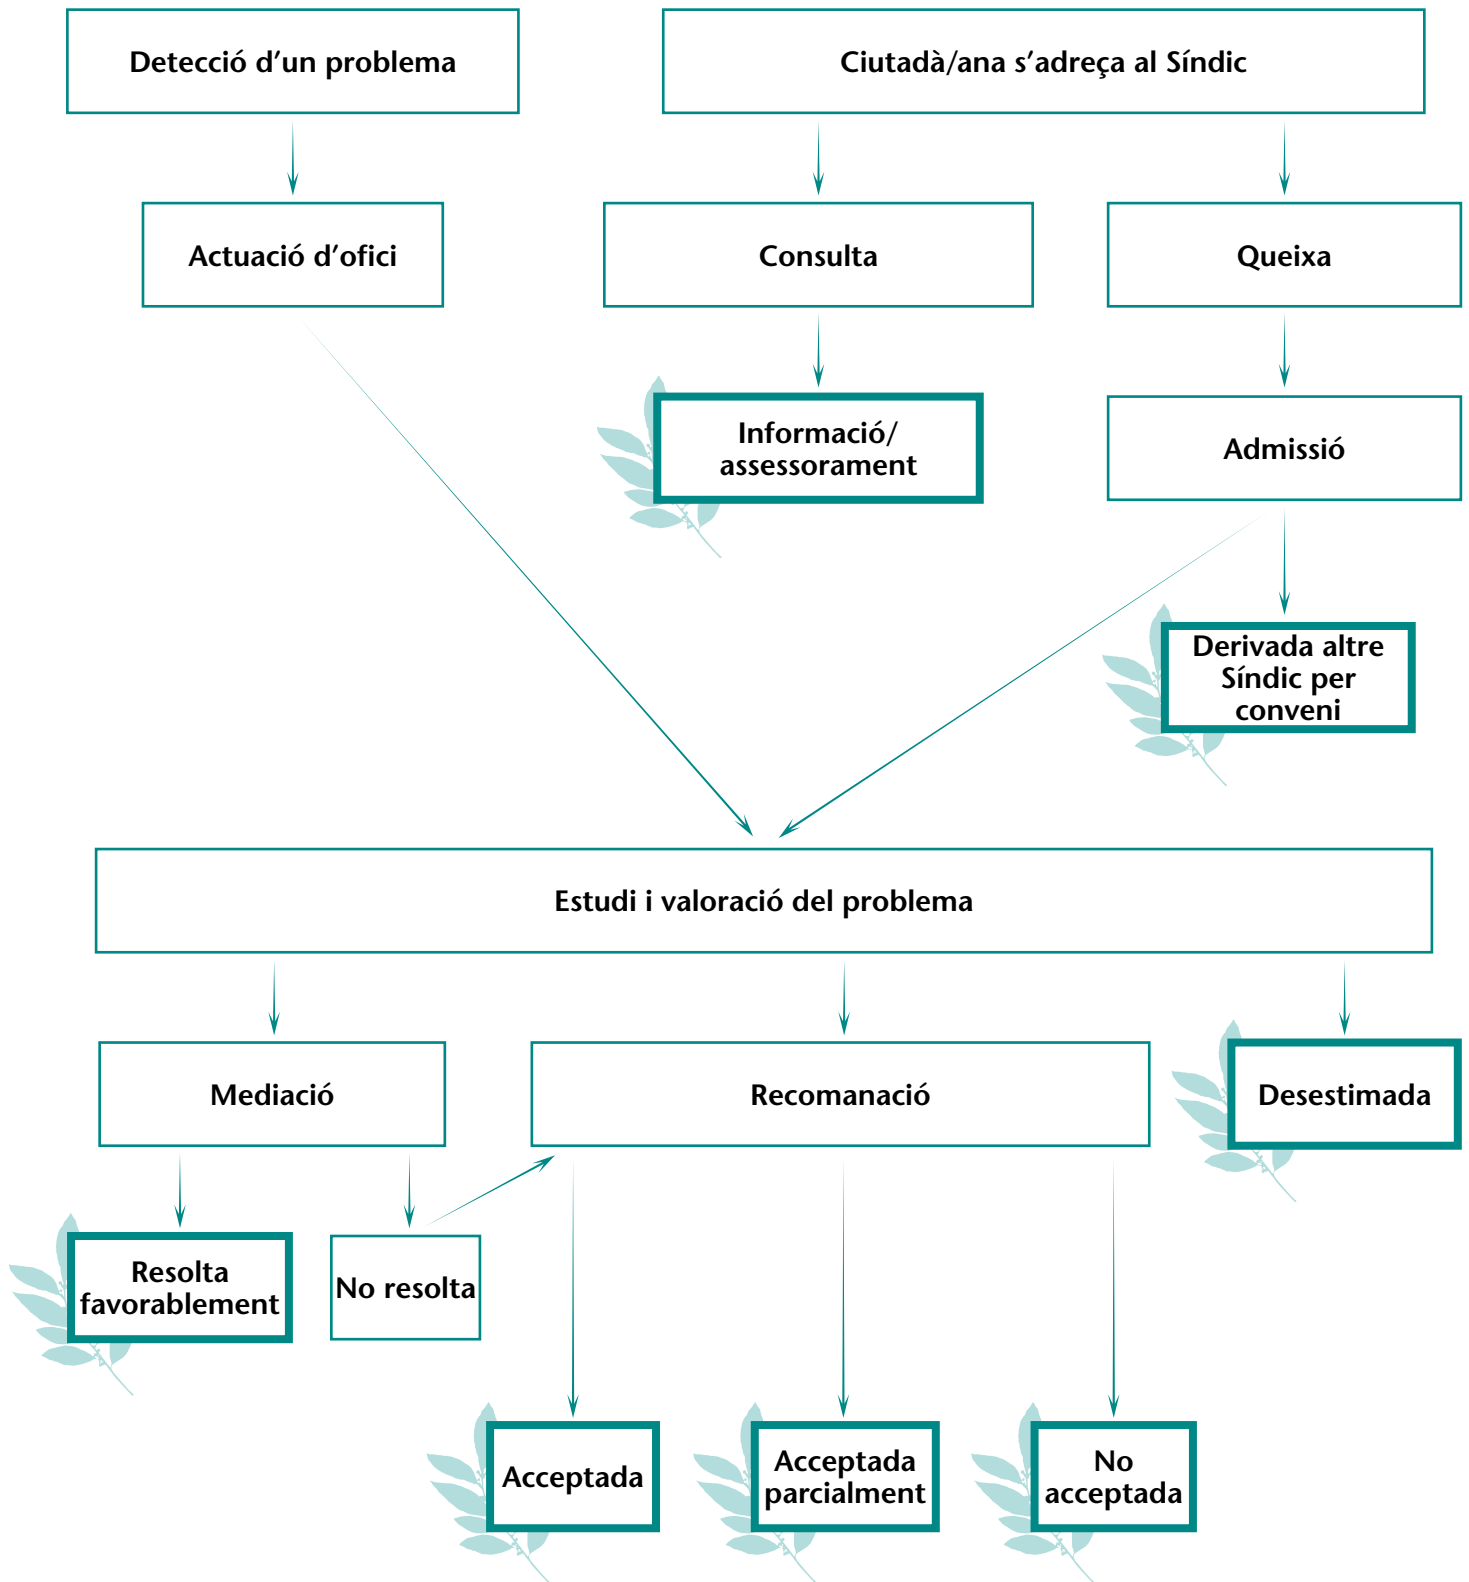 Detecció d’un problema
Ciutadà/ana s’adreça al Síndic
Actuació d’ofici
Consulta
Queixa
Informació/
assessorament
Admissió
Derivada altre
Síndic per
conveni
Estudi i valoració del problema
Mediació
Recomanació
Desestimada
Resolta
favorablement
No resolta
Acceptada
Acceptada
parcialment
No
acceptada